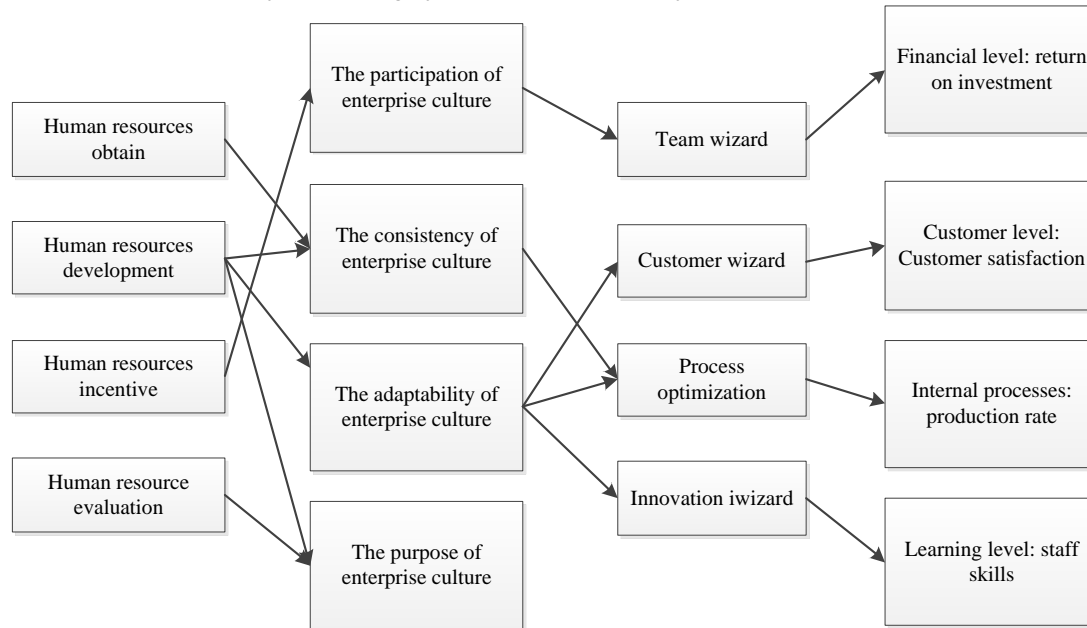 Human resources
obtain
Human resources
development
Human resources
incentive
Human resource
evaluation
The participation of
enterprise culture
The consistency of
enterprise culture
The adaptability of
enterprise culture
The purpose of
enterprise culture
Team wizard
Customer wizard
Process
optimization
Innovation iwizard
Financial level: return
on investment
Customer level:
Customer satisfaction
Internal processes:
production rate
Learning level: staff
skills